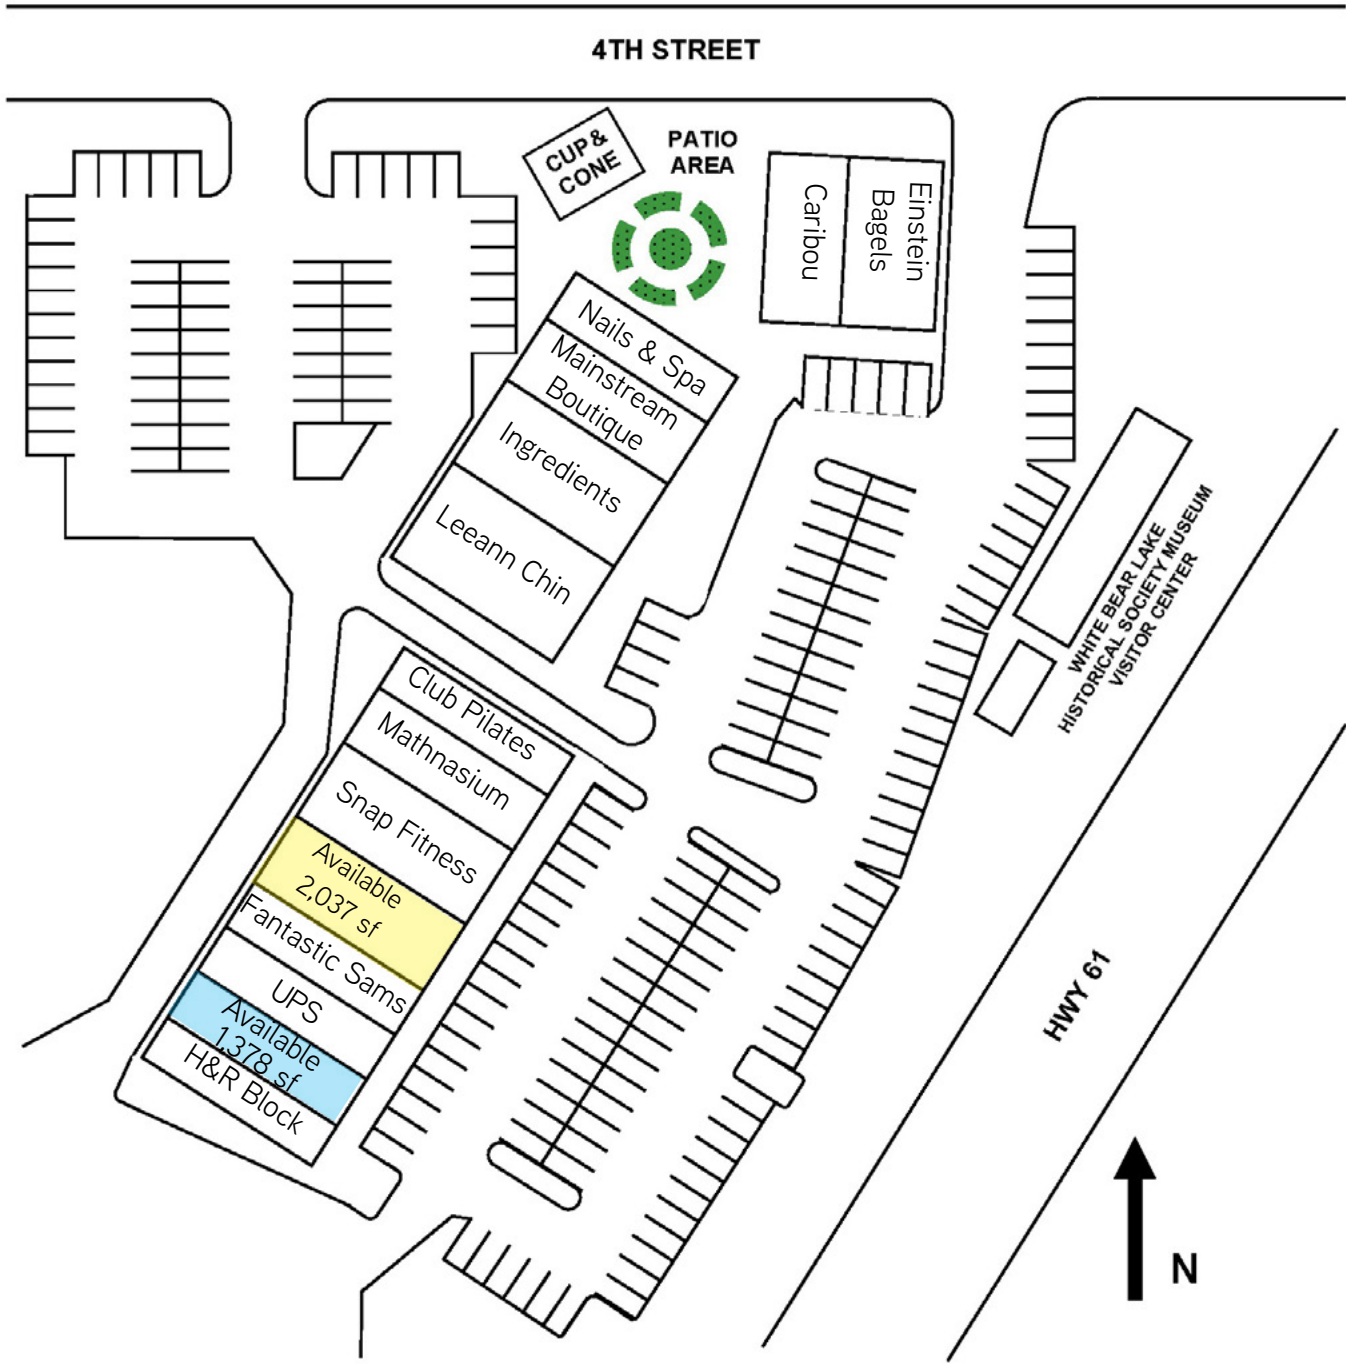 4TH STREET
CUP &
CONE
PATIO
AREA
Caribou
Einstein
Bagels
Nails & Spa
Mainstream
Boutique
Ingredients
Leeann Chin
WHITE BEAR LAKE
HISTORICAL SOCIETY MUSEUM
VISITOR CENTER
Club Pilates
Mathnasium
Snap Fitness
Available
2,037 sf
Fantastic Sams
UPS
Available
1,378 sf
H&R Block
HWY 61
N